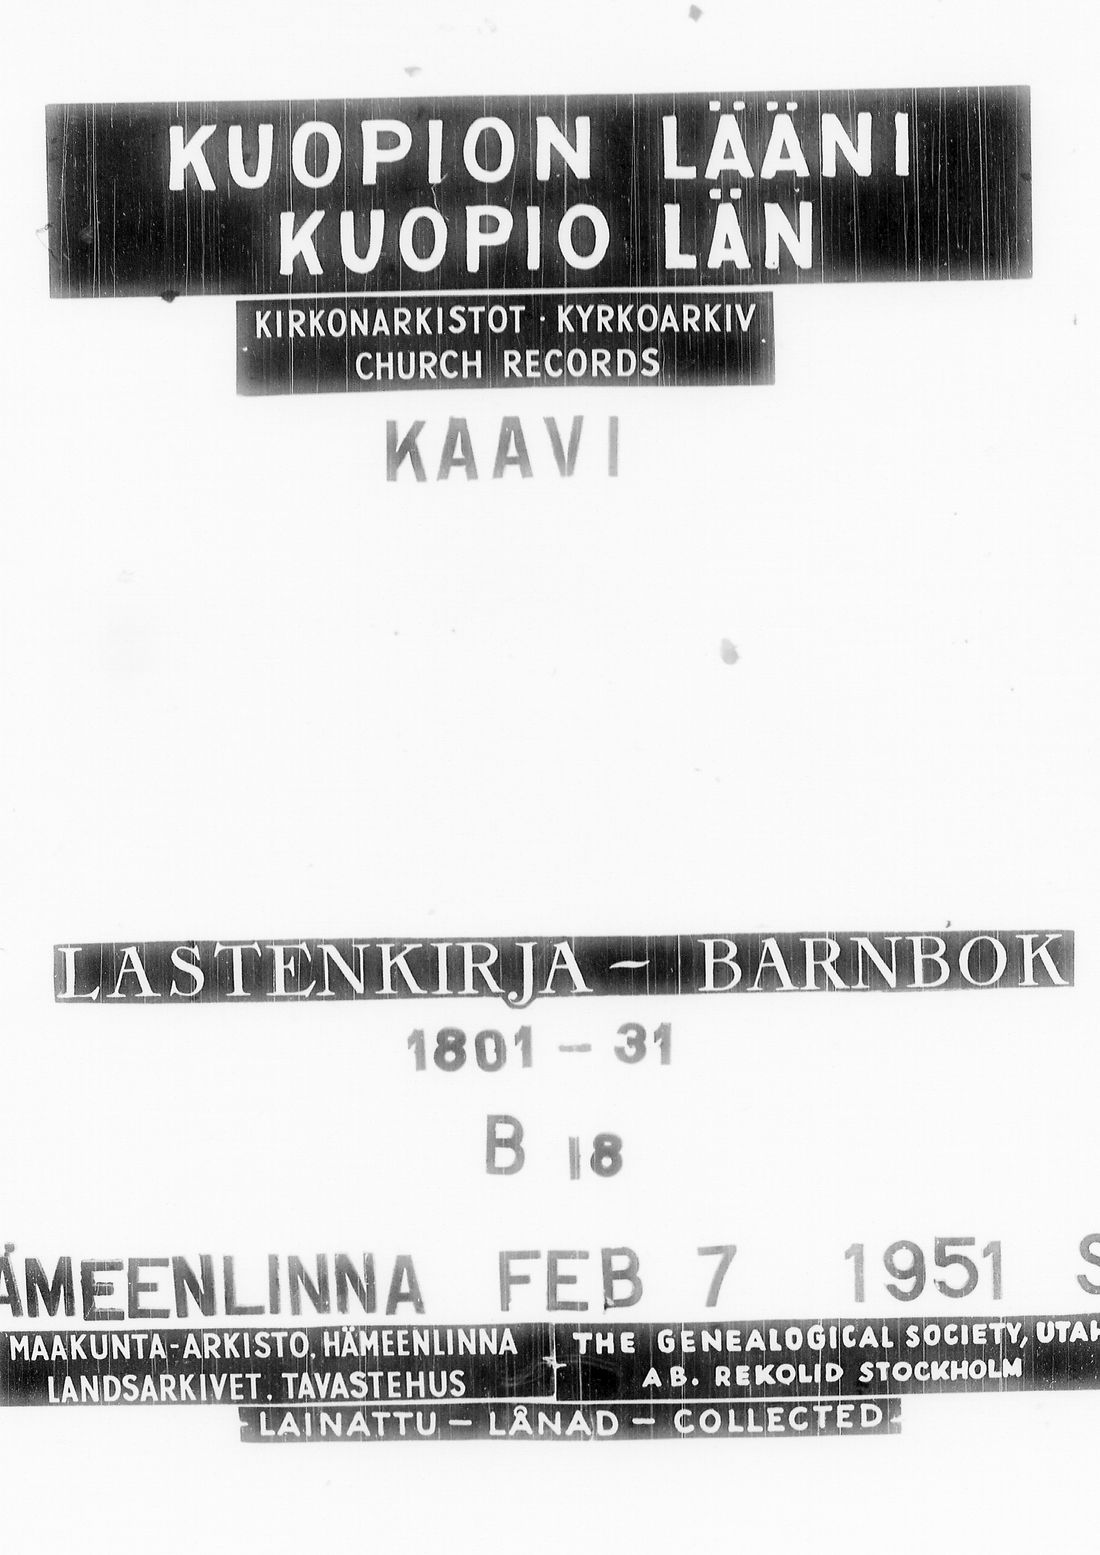 KUOPION LÄÄNI
KUOPIO LÄN
KIRKONARKISTOT · KYRKOARKIV
CHURCH RECORDS
KAAVI
LASTENKIRJA – BARNBOK
1801 – 31
B 18
ÄMEENLINNA FEB 7 1951 S
MAAKUNTA-ARKISTO, HÄMEENLINNA
LANDSARKIVET, TAVASTEHUS
THE GENEALOGICAL SOCIETY, UTAH
AB. REKOLID STOCKHOLM
- LAINATTU – LÅNAD – COLLECTED -